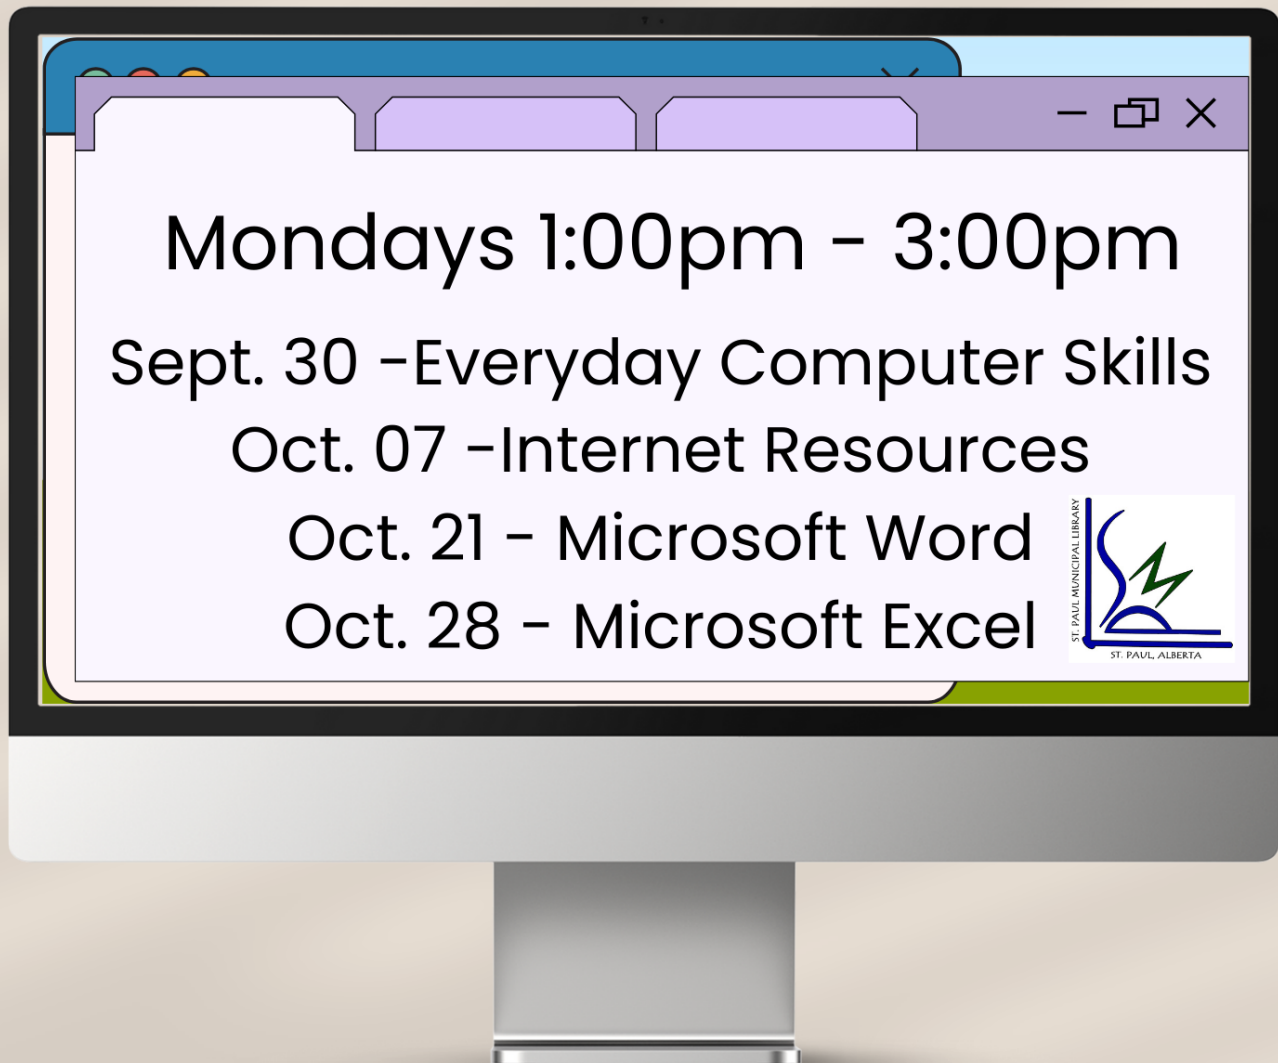 Mondays 1:00pm - 3:00pm
Sept. 30 -Everyday Computer Skills
Oct. 07 -Internet Resources
Oct. 21 - Microsoft Word
Oct. 28 - Microsoft Excel
ST. PAUL MUNICIPAL LIBRARY
ST. PAUL, ALBERTA